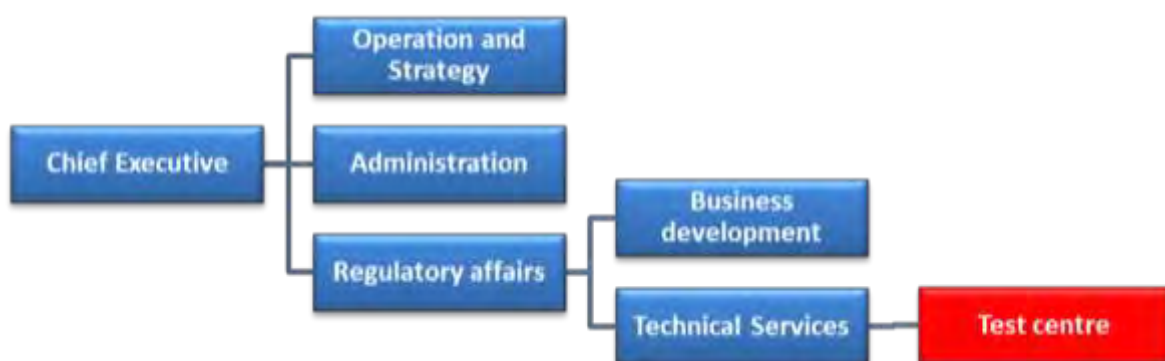 Operation and
Strategy
Chief Executive
Administration
Regulatory affairs
Business
development
Technical Services
Test centre